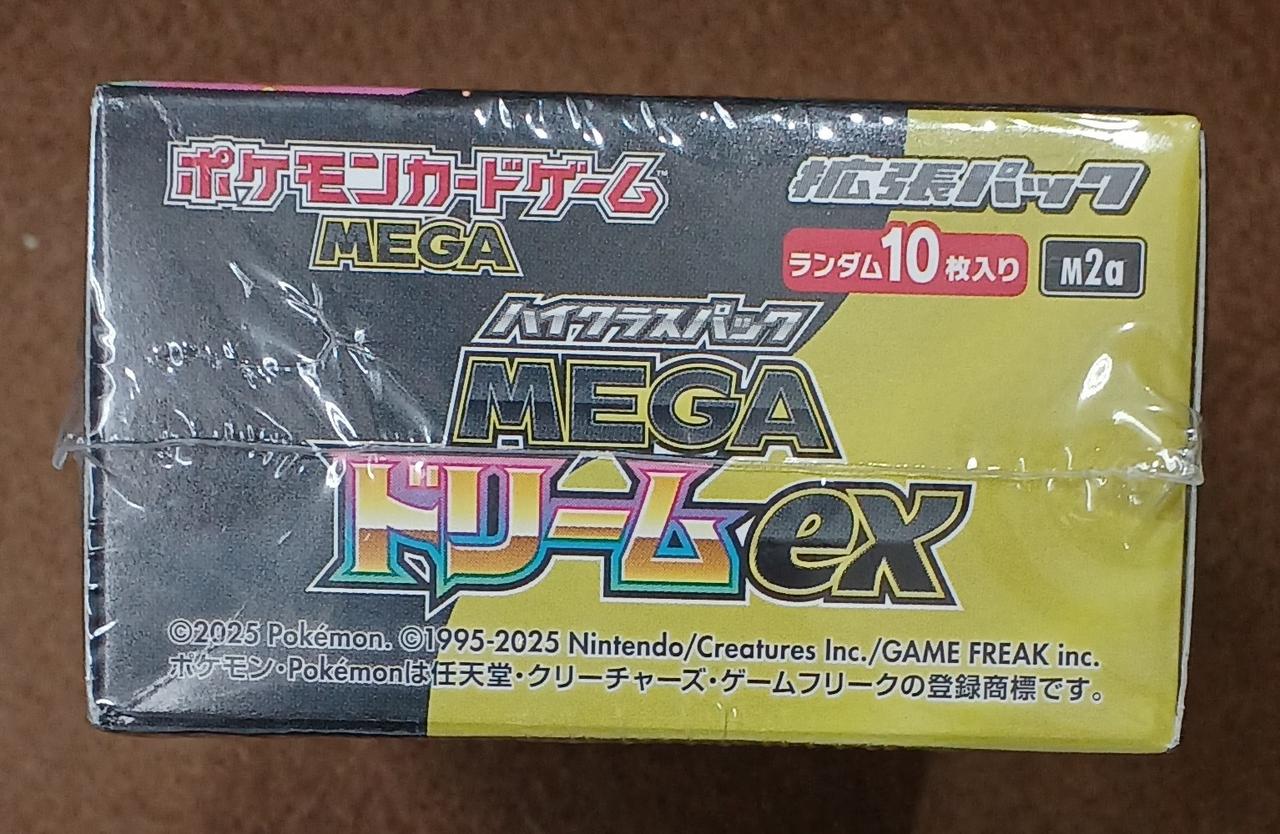 ポケモンカードゲーム™
MEGA
拡張パック
ランダム10枚入り
M2a
ハイクラスパック
MEGA
ドリームex
©2025 Pokémon. ©1995-2025 Nintendo/Creatures Inc./GAME FREAK inc.
ポケモン・Pokémonは任天堂・クリーチャーズ・ゲームフリークの登録商標です。